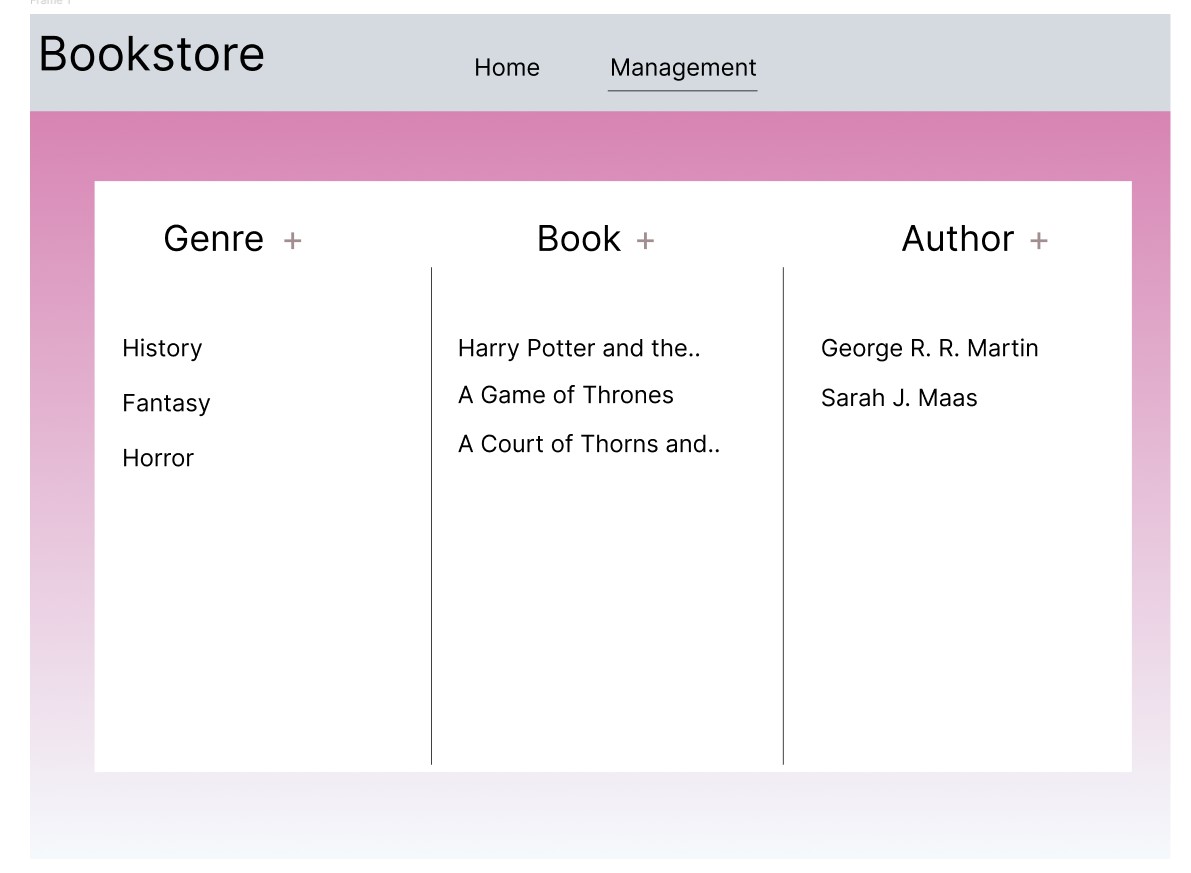 Frame 1
Bookstore
Home Management
Genre +
Book +
Author +
History
Fantasy
Horror
Harry Potter and the..
A Game of Thrones
A Court of Thorns and..
George R. R. Martin
Sarah J. Maas